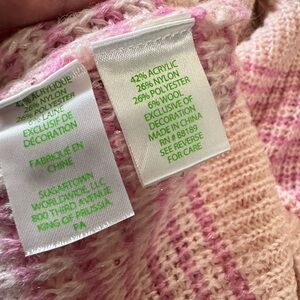 42% ACRYLIQUE
26% NYLON
6% LAINE
EXCLUSIF DE
DÉCORATION
FABRIQUÉ EN
CHINE
SUGARTOWN
WORLDWIDE, LLC
800 THIRD AVENUE
KING OF PRUSSIA,
PA
42% ACRYLIC
26% NYLON
26% POLYESTER
6% WOOL
EXCLUSIVE OF
DECORATION
MADE IN CHINA
RN # 88189
SEE REVERSE
FOR CARE